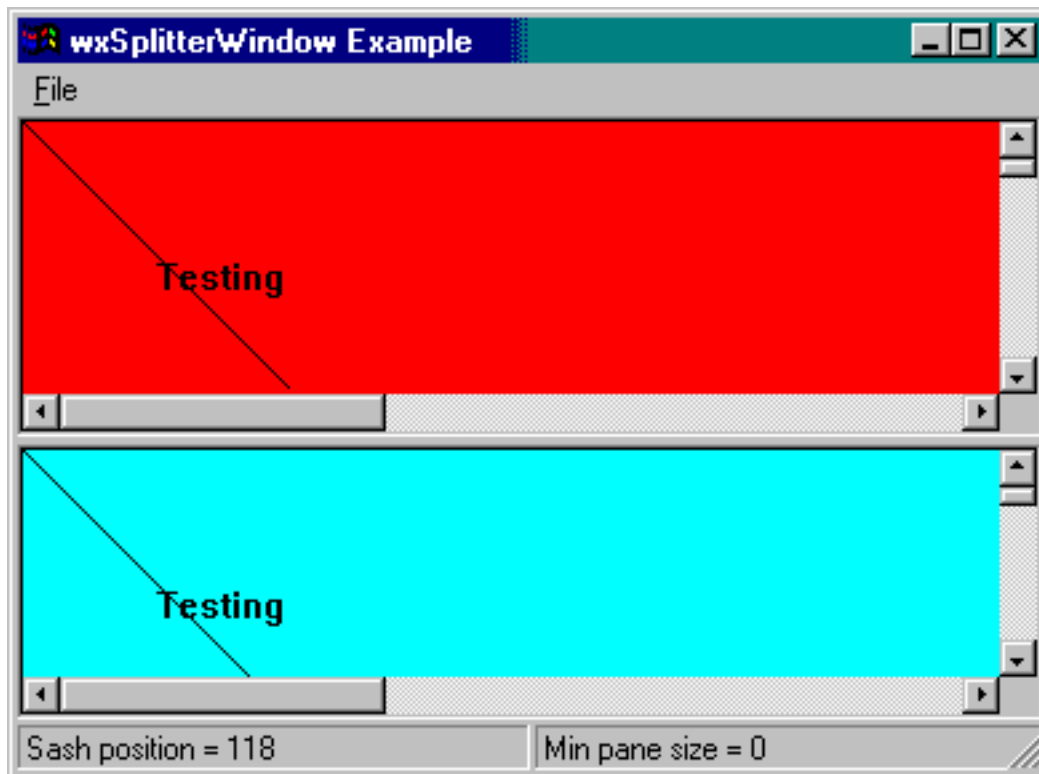 wxSplitterWindow Example
File
Testing
Testing
Sash position = 118
Min pane size = 0